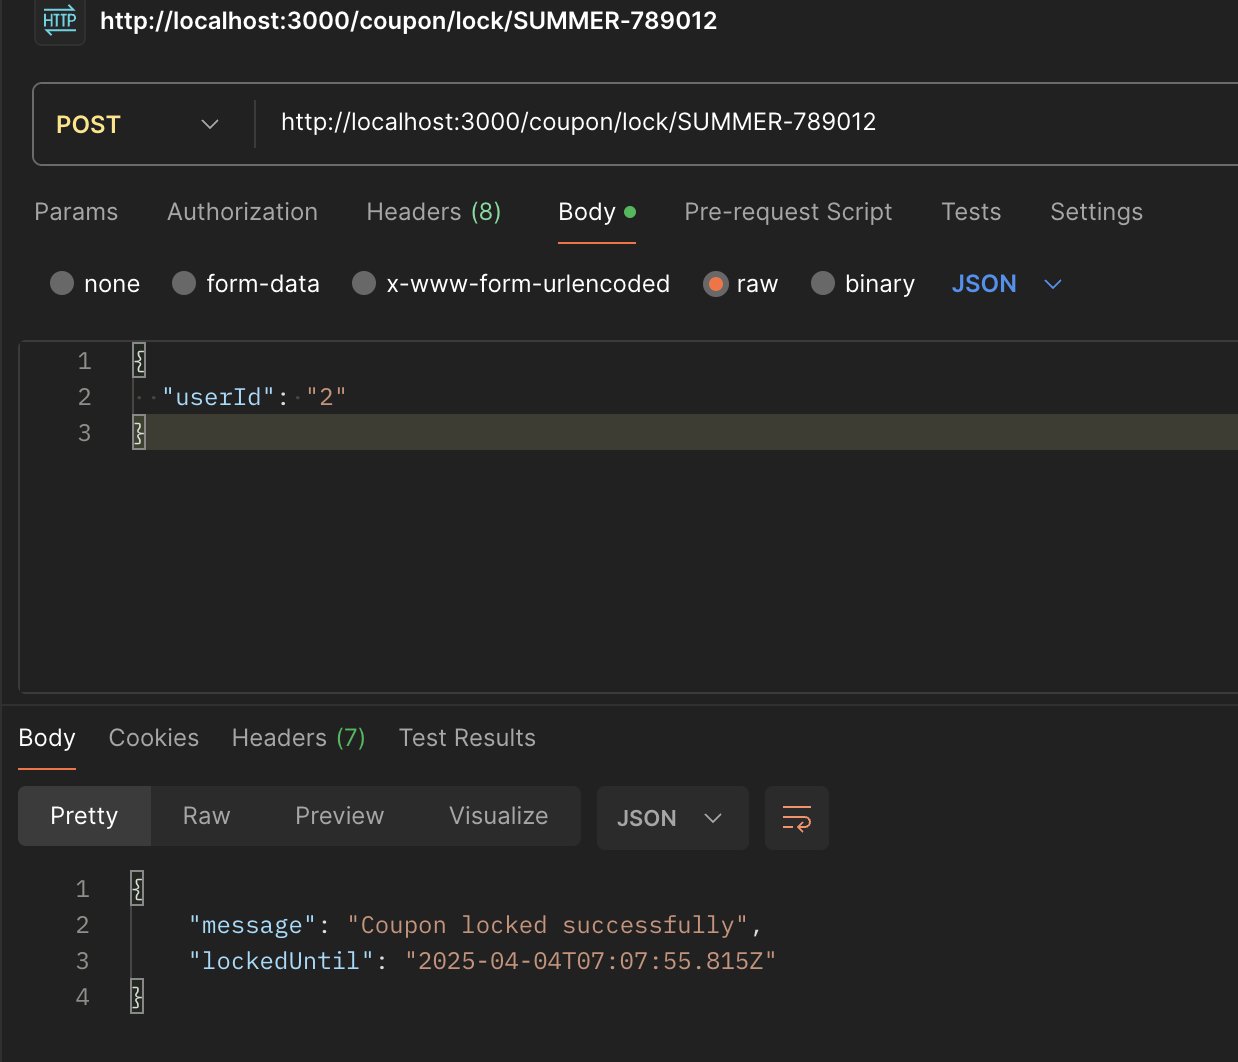 HTTP http://localhost:3000/coupon/lock/SUMMER-789012
POST http://localhost:3000/coupon/lock/SUMMER-789012
Params Authorization Headers (8) Body Pre-request Script Tests Settings
none form-data x-www-form-urlencoded raw binary JSON
1 {
2 "userId": "2"
3 }
Body Cookies Headers (7) Test Results
Pretty Raw Preview Visualize JSON
1 {
2 "message": "Coupon locked successfully",
3 "lockedUntil": "2025-04-04T07:07:55.815Z"
4 }